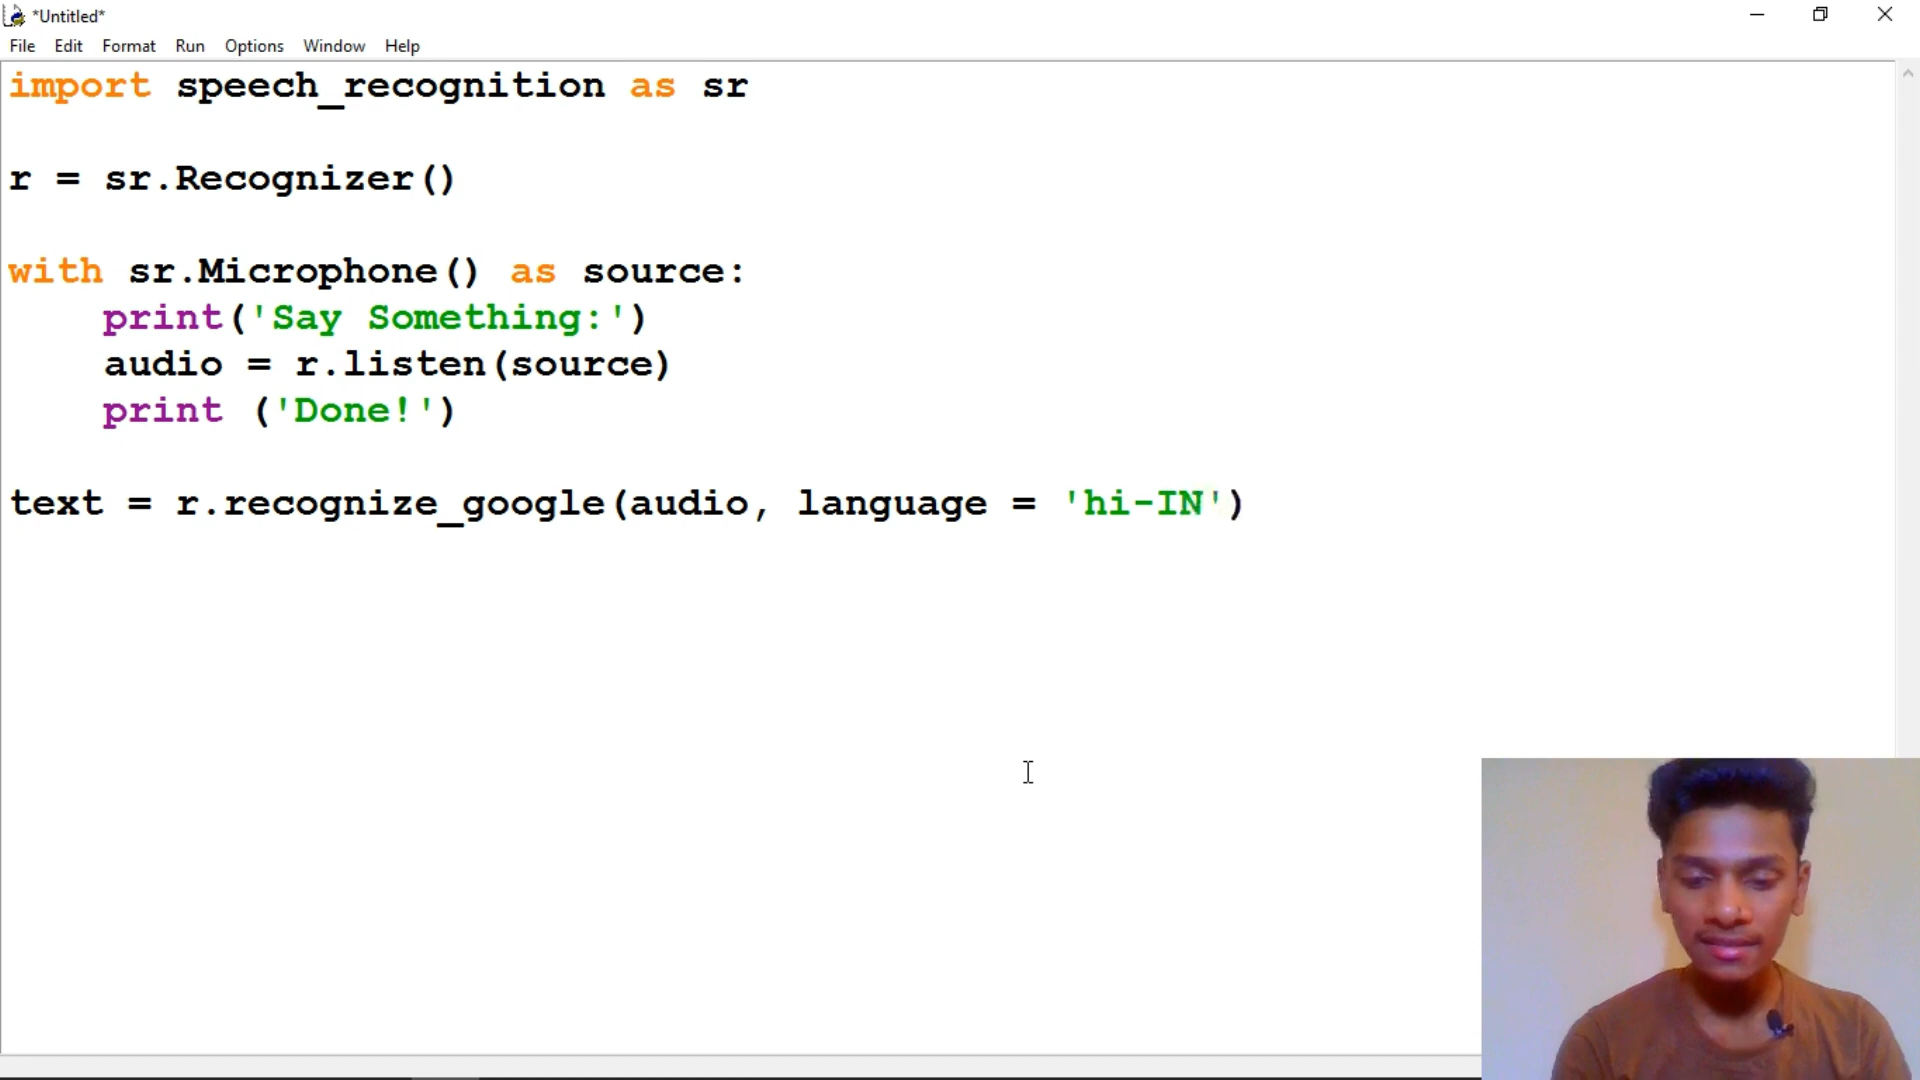 *Untitled*
File Edit Format Run Options Window Help
import speech_recognition as sr
r = sr.Recognizer()
with sr.Microphone() as source:
    print('Say Something:')
    audio = r.listen(source)
    print ('Done!')
text = r.recognize_google(audio, language = 'hi-IN')